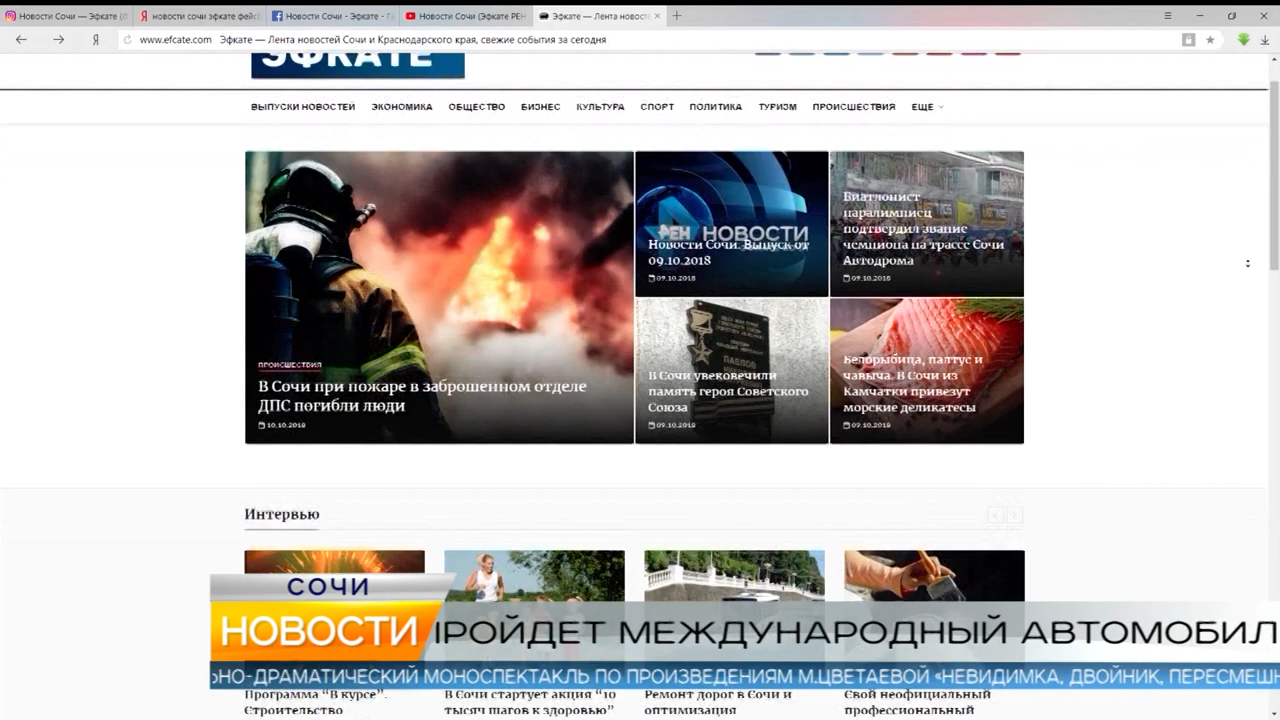 Новости Сочи — Эфкате (@
новости сочи эфкате фейсб
Новости Сочи - Эфкате - Г
Новости Сочи (Эфкате РЕН
Эфкате — Лента новост
www.efcate.com Эфкате — Лента новостей Сочи и Краснодарского края, свежие события за сегодня
ЭФКАТЕ
ВЫПУСКИ НОВОСТЕЙ ЭКОНОМИКА ОБЩЕСТВО БИЗНЕС КУЛЬТУРА СПОРТ ПОЛИТИКА ТУРИЗМ ПРОИСШЕСТВИЯ ЕЩЕ
ПРОИСШЕСТВИЯ
В Сочи при пожаре в заброшенном отделе
ДПС погибли люди
10.10.2018
РЕН НОВОСТИ
Новости Сочи. Выпуск от
09.10.2018
09.10.2018
Биатлонист
паралимпиец
подтвердил звание
чемпиона на трассе Сочи
Автодрома
09.10.2018
ПАВЛОВ
В Сочи увековечили
память героя Советского
Союза
09.10.2018
Белорыбица, палтус и
чавыча. В Сочи из
Камчатки привезут
морские деликатесы
09.10.2018
Интервью
СОЧИ
НОВОСТИ
ПРОЙДЕТ МЕЖДУНАРОДНЫЙ АВТОМОБИЛ
ЬНО-ДРАМАТИЧЕСКИЙ МОНОСПЕКТАКЛЬ ПО ПРОИЗВЕДЕНИЯМ М.ЦВЕТАЕВОЙ «НЕВИДИМКА, ДВОЙНИК, ПЕРЕСМЕШН
Программа “В курсе”.
Строительство
В Сочи стартует акция “10
тысяч шагов к здоровью”
Ремонт дорог в Сочи и
оптимизация
Свой неофициальный
профессиональный